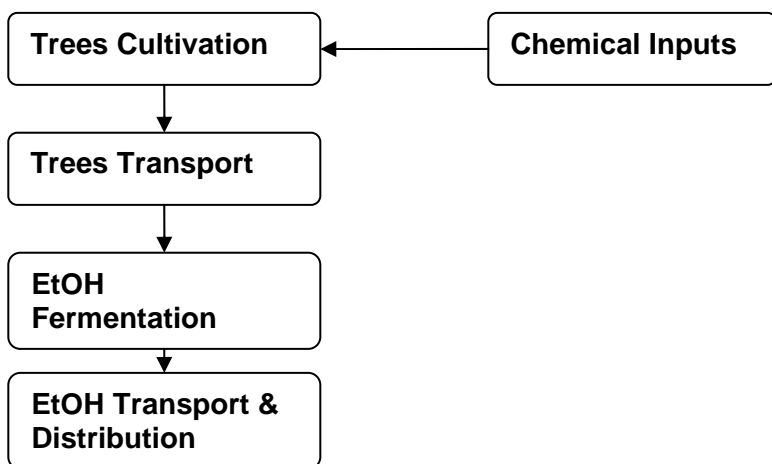 Trees Cultivation
Chemical Inputs
Trees Transport
EtOH
Fermentation
EtOH Transport &
Distribution